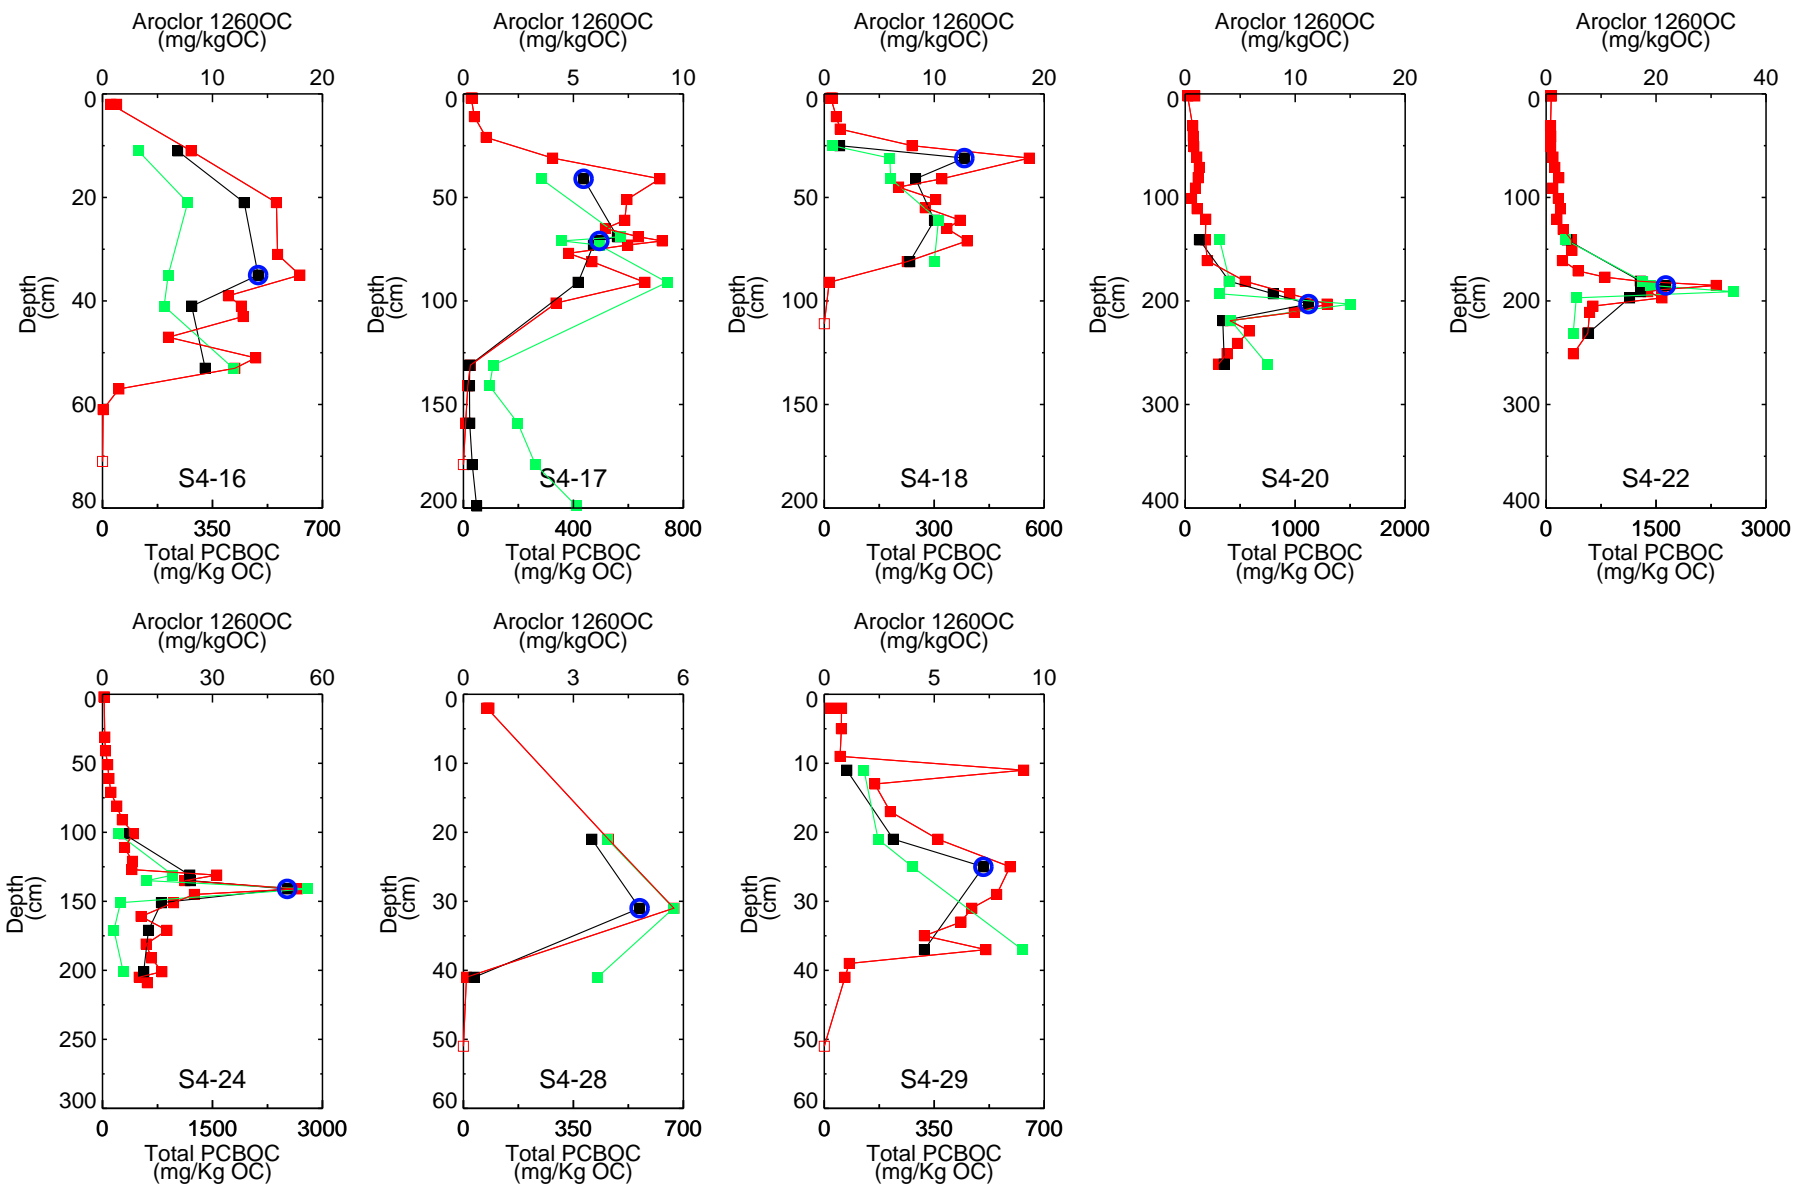 Aroclor 1260OC
(mg/kgOC)
0 10 20
0
20
40
60
80
Depth
(cm)
S4-16
0 350 700
Total PCBOC
(mg/Kg OC)
Aroclor 1260OC
(mg/kgOC)
0 5 10
0
50
100
150
200
Depth
(cm)
S4-17
0 400 800
Total PCBOC
(mg/Kg OC)
Aroclor 1260OC
(mg/kgOC)
0 10 20
0
50
100
150
200
Depth
(cm)
S4-18
0 300 600
Total PCBOC
(mg/Kg OC)
Aroclor 1260OC
(mg/kgOC)
0 10 20
0
100
200
300
400
Depth
(cm)
S4-20
0 1000 2000
Total PCBOC
(mg/Kg OC)
Aroclor 1260OC
(mg/kgOC)
0 20 40
0
100
200
300
400
Depth
(cm)
S4-22
0 1500 3000
Total PCBOC
(mg/Kg OC)
Aroclor 1260OC
(mg/kgOC)
0 30 60
0
50
100
150
200
250
300
Depth
(cm)
S4-24
0 1500 3000
Total PCBOC
(mg/Kg OC)
Aroclor 1260OC
(mg/kgOC)
0 3 6
0
10
20
30
40
50
60
Depth
(cm)
S4-28
0 350 700
Total PCBOC
(mg/Kg OC)
Aroclor 1260OC
(mg/kgOC)
0 5 10
0
10
20
30
40
50
60
Depth
(cm)
S4-29
0 350 700
Total PCBOC
(mg/Kg OC)